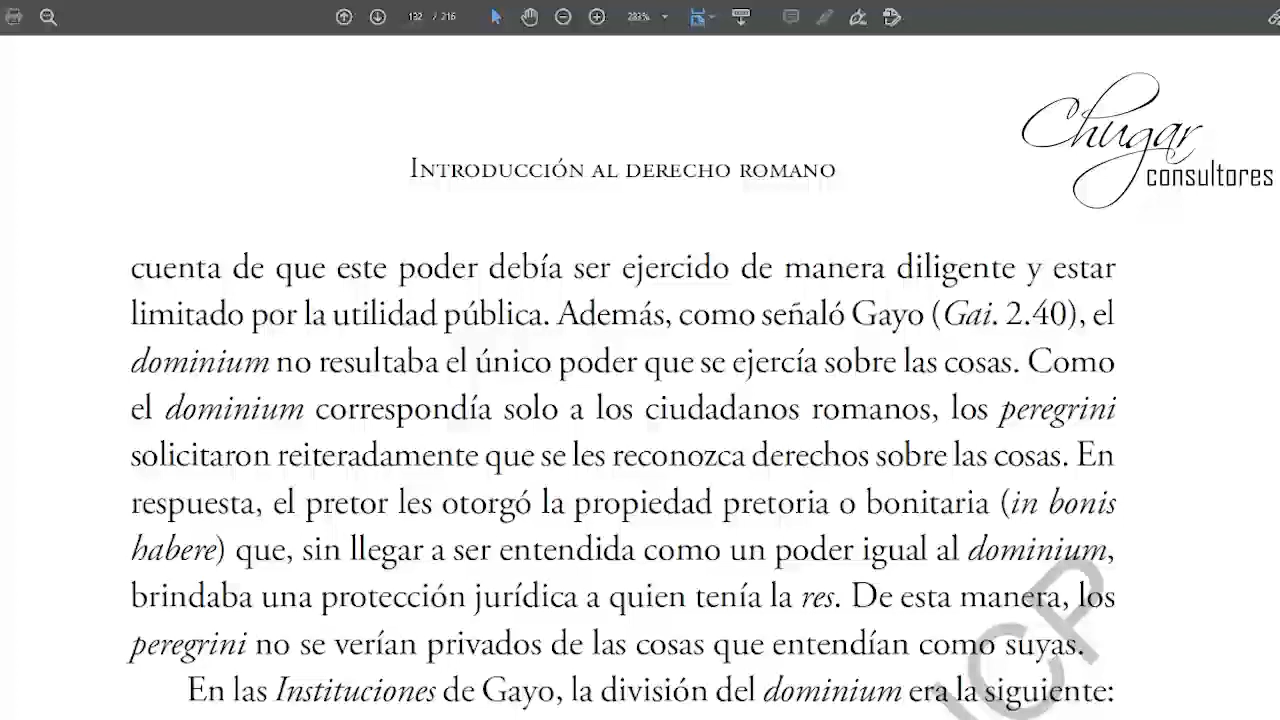 132 / 216
283%
Chugar
consultores
Introducción al derecho romano
cuenta de que este poder debía ser ejercido de manera diligente y estar
limitado por la utilidad pública. Además, como señaló Gayo (Gai. 2.40), el
dominium no resultaba el único poder que se ejercía sobre las cosas. Como
el dominium correspondía solo a los ciudadanos romanos, los peregrini
solicitaron reiteradamente que se les reconozca derechos sobre las cosas. En
respuesta, el pretor les otorgó la propiedad pretoria o bonitaria (in bonis
habere) que, sin llegar a ser entendida como un poder igual al dominium,
brindaba una protección jurídica a quien tenía la res. De esta manera, los
peregrini no se verían privados de las cosas que entendían como suyas.
En las Instituciones de Gayo, la división del dominium era la siguiente: